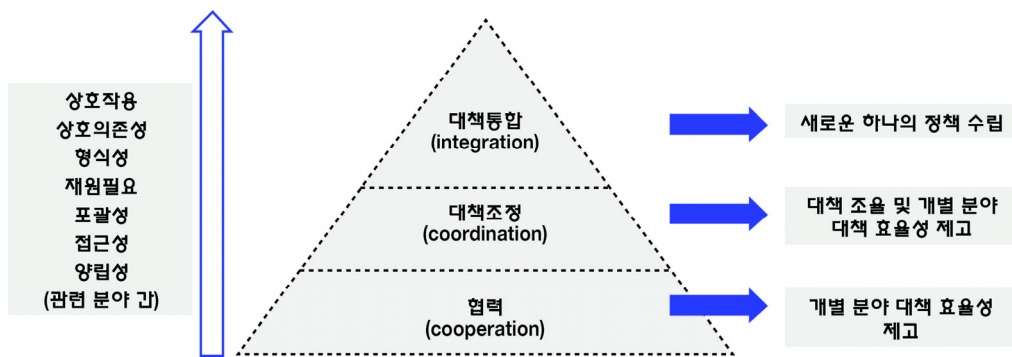 상호작용
상호의존성
형식성
재원필요
포괄성
접근성
양립성
(관련 분야 간)
대책통합
(integration)
대책조정
(coordination)
협력
(cooperation)
새로운 하나의 정책 수립
대책 조율 및 개별 분야
대책 효율성 제고
개별 분야 대책 효율성
제고